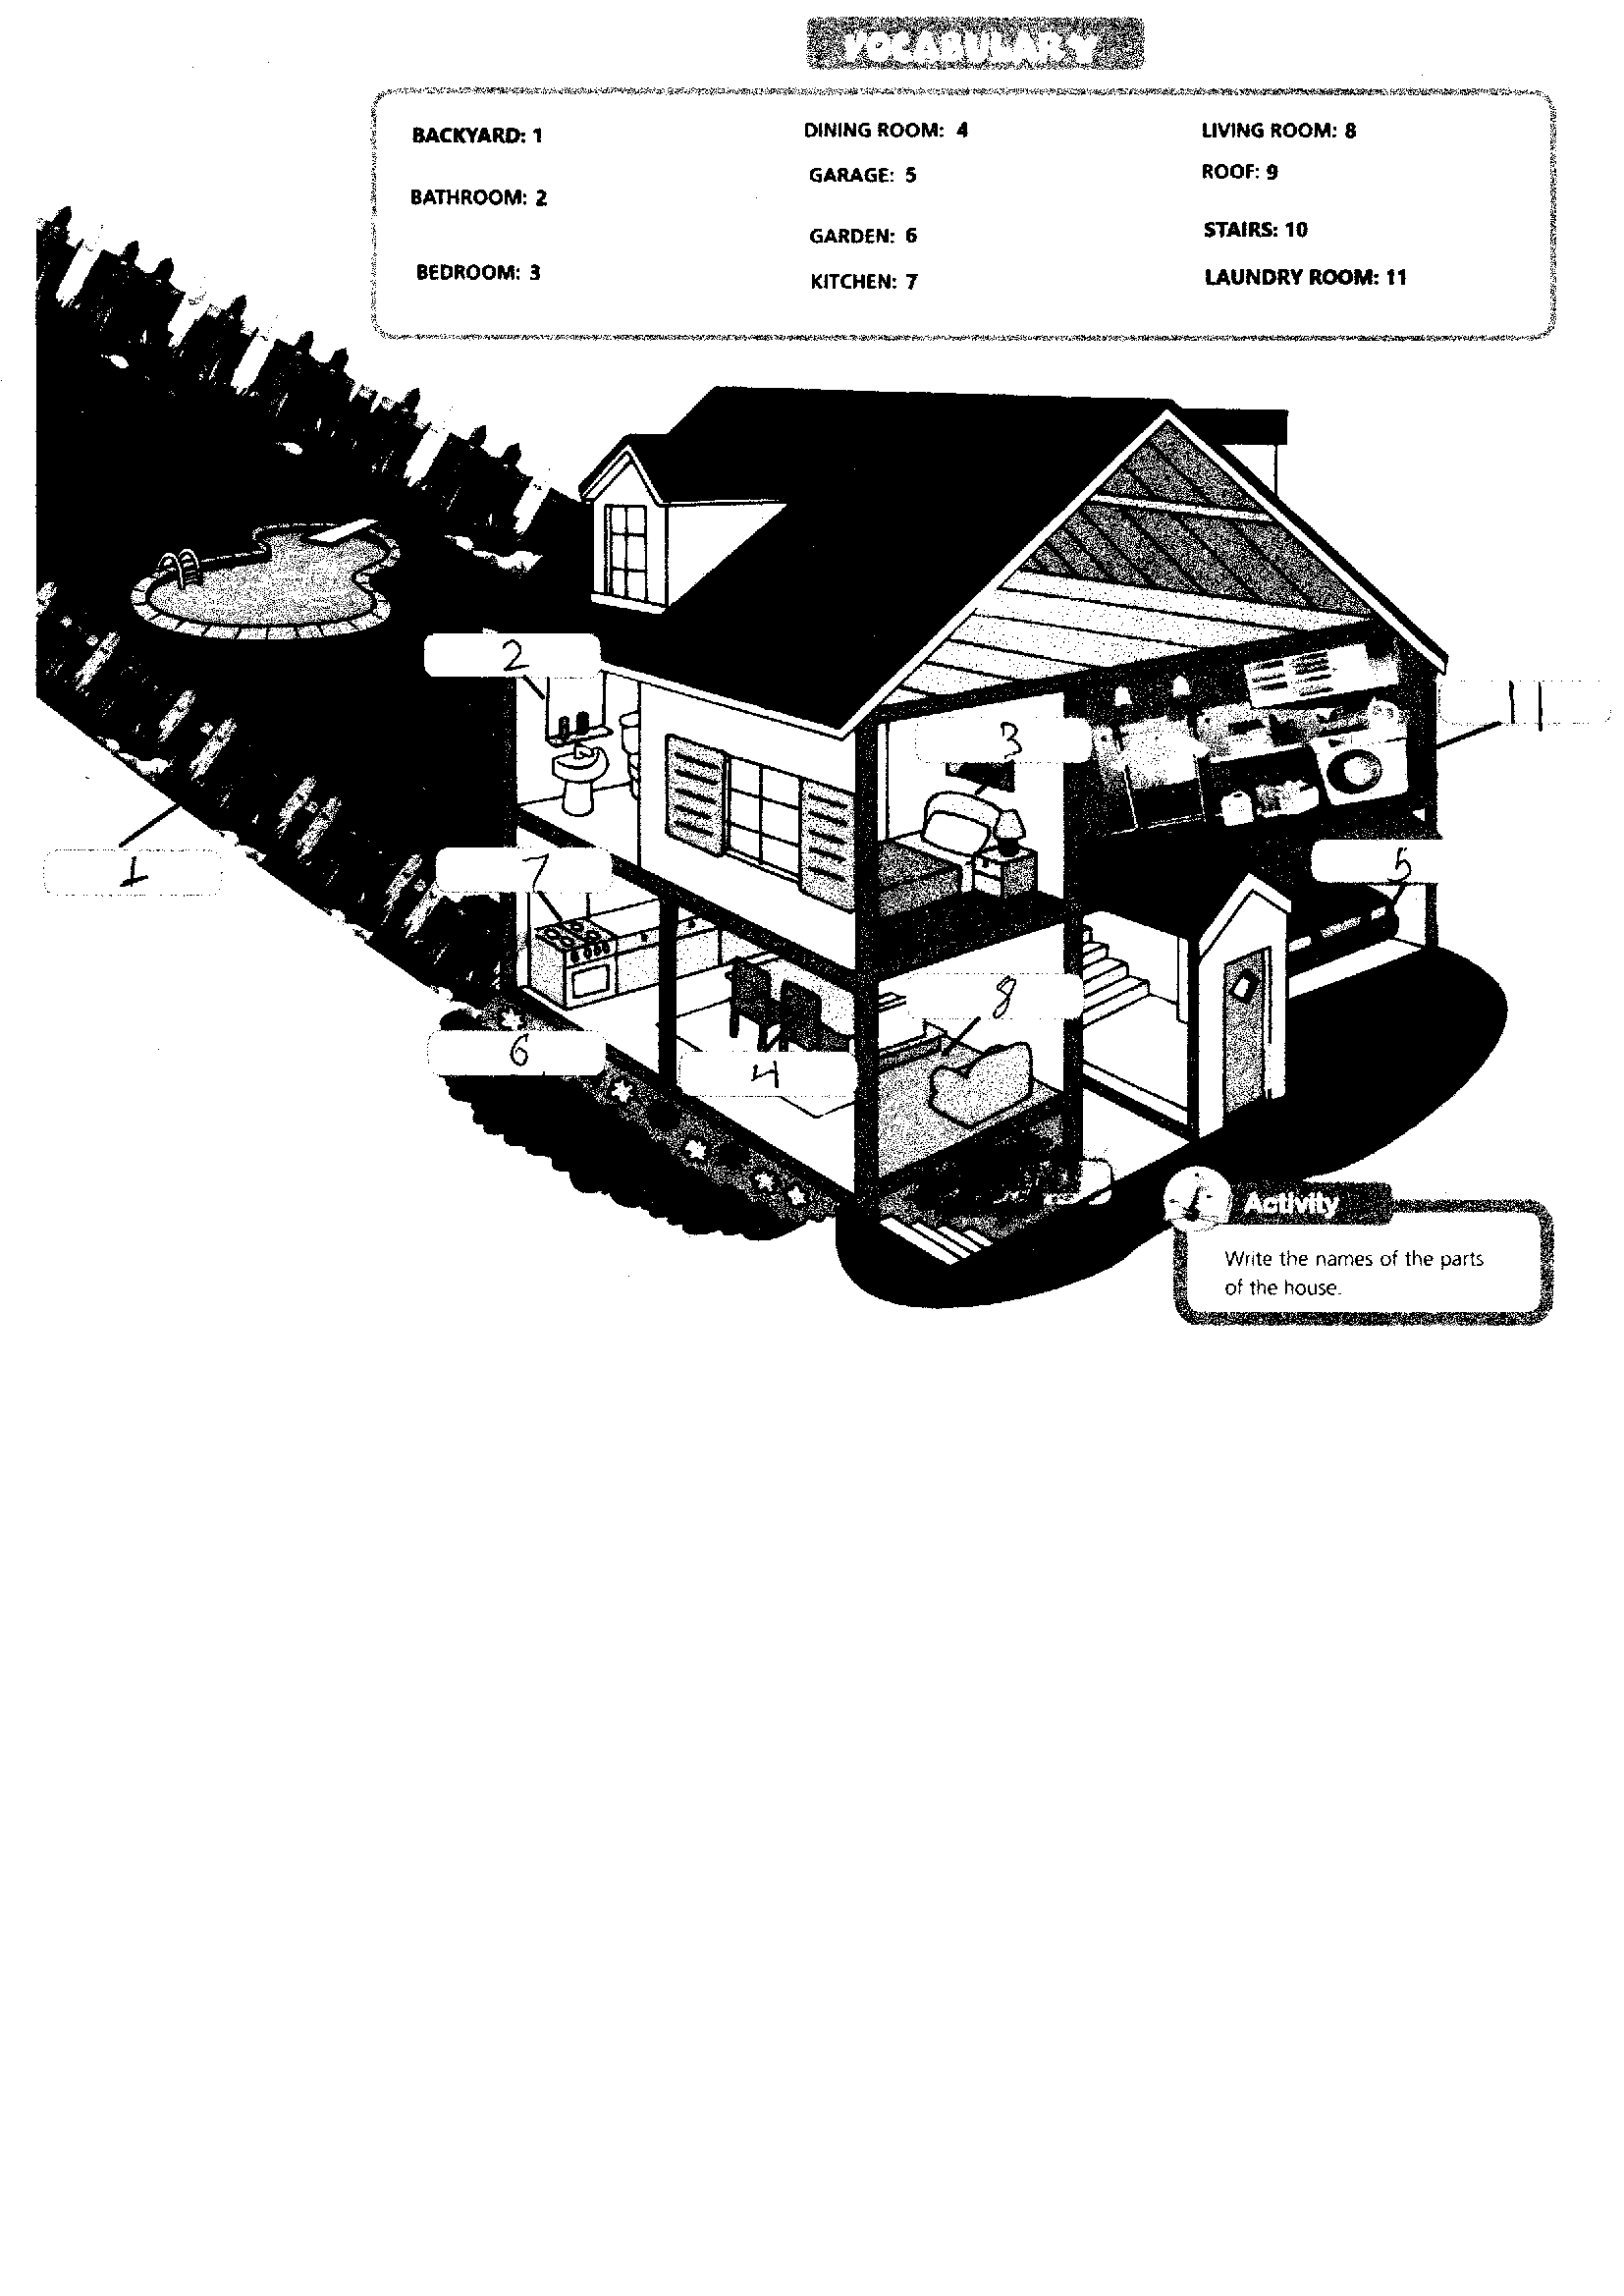 VOCABULARY
BACKYARD: 1
BATHROOM: 2
BEDROOM: 3
DINING ROOM: 4
GARAGE: 5
GARDEN: 6
KITCHEN: 7
LIVING ROOM: 8
ROOF: 9
STAIRS: 10
LAUNDRY ROOM: 11
2
3
11
1
7
5
8
6
4
Activity
Write the names of the parts
of the house.